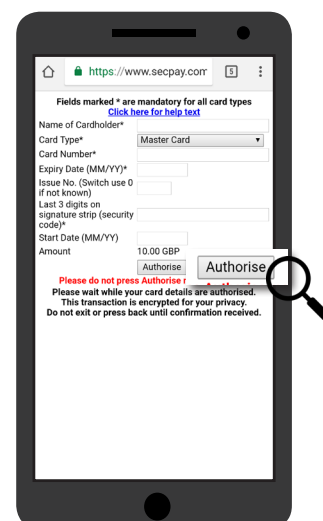 https://www.secpay.com
5
Fields marked * are mandatory for all card types
Click here for help text
Name of Cardholder*
Card Type* Master Card
Card Number*
Expiry Date (MM/YY)*
Issue No. (Switch use 0
if not known)
Last 3 digits on
signature strip (security
code)*
Start Date (MM/YY)
Amount 10.00 GBP
Authorise Authorise
Please do not press Authorise
Please wait while your card details are authorised.
This transaction is encrypted for your privacy.
Do not exit or press back until confirmation received.